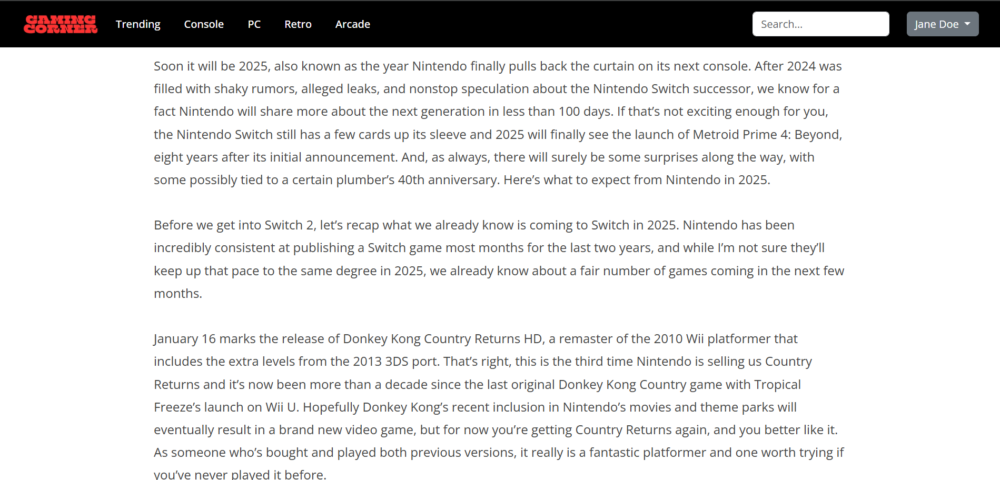 GAMING
CORNER
Trending
Console
PC
Retro
Arcade
Search...
Jane Doe
Soon it will be 2025, also known as the year Nintendo finally pulls back the curtain on its next console. After 2024 was
filled with shaky rumors, alleged leaks, and nonstop speculation about the Nintendo Switch successor, we know for a
fact Nintendo will share more about the next generation in less than 100 days. If that’s not exciting enough for you,
the Nintendo Switch still has a few cards up its sleeve and 2025 will finally see the launch of Metroid Prime 4: Beyond,
eight years after its initial announcement. And, as always, there will surely be some surprises along the way, with
some possibly tied to a certain plumber’s 40th anniversary. Here’s what to expect from Nintendo in 2025.
Before we get into Switch 2, let’s recap what we already know is coming to Switch in 2025. Nintendo has been
incredibly consistent at publishing a Switch game most months for the last two years, and while I’m not sure they’ll
keep up that pace to the same degree in 2025, we already know about a fair number of games coming in the next few
months.
January 16 marks the release of Donkey Kong Country Returns HD, a remaster of the 2010 Wii platformer that
includes the extra levels from the 2013 3DS port. That’s right, this is the third time Nintendo is selling us Country
Returns and it’s now been more than a decade since the last original Donkey Kong Country game with Tropical
Freeze’s launch on Wii U. Hopefully Donkey Kong’s recent inclusion in Nintendo’s movies and theme parks will
eventually result in a brand new video game, but for now you’re getting Country Returns again, and you better like it.
As someone who’s bought and played both previous versions, it really is a fantastic platformer and one worth trying if
you’ve never played it before.